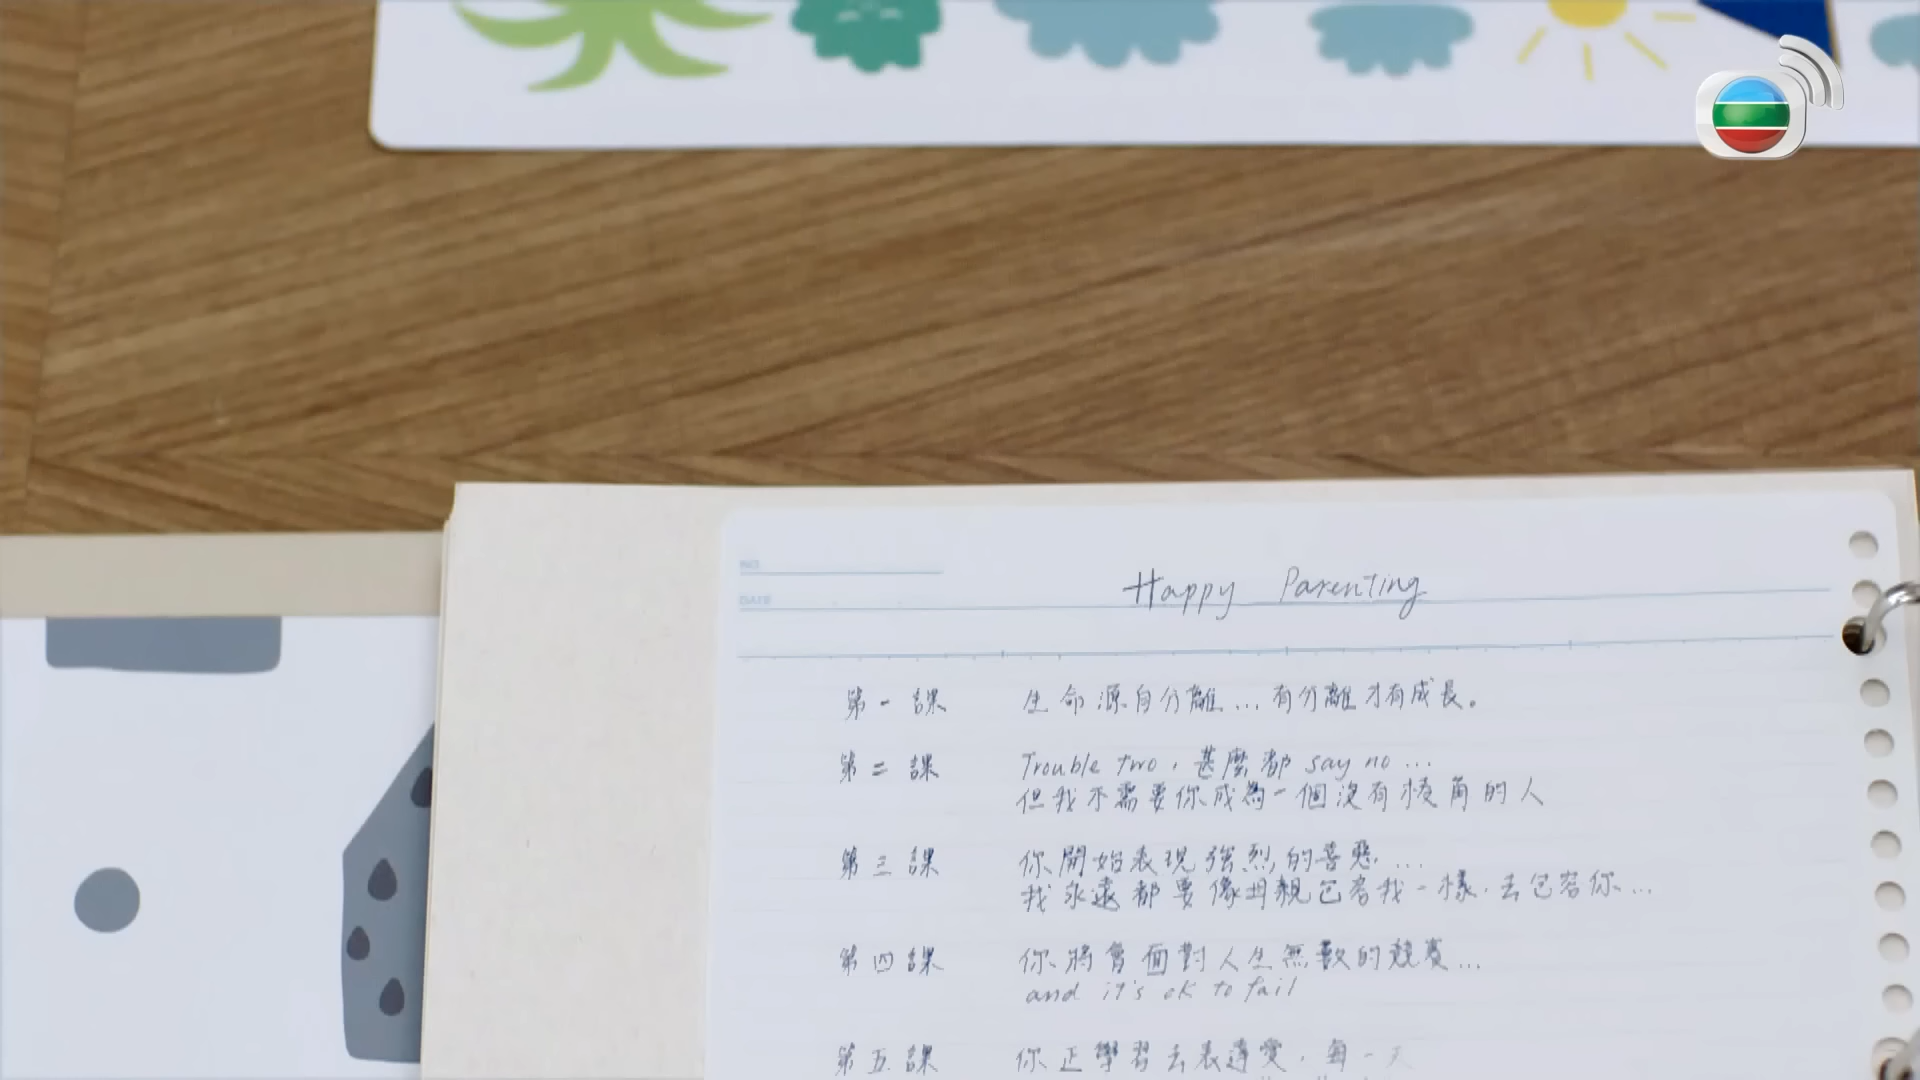 NO.
DATE
Happy Parenting
第一課 生命源自分離...有分離才有成長。
第二課 Trouble two,甚麼都 say no ...
但我不需要你成為一個沒有棱角的人
第三課 你開始表現強烈的喜惡...
我永遠都要像母親包容我一樣,去包容你...
第四課 你將會面對人生無數的競賽...
and it's ok to fail
第五課 你正學習去表達愛,每一天